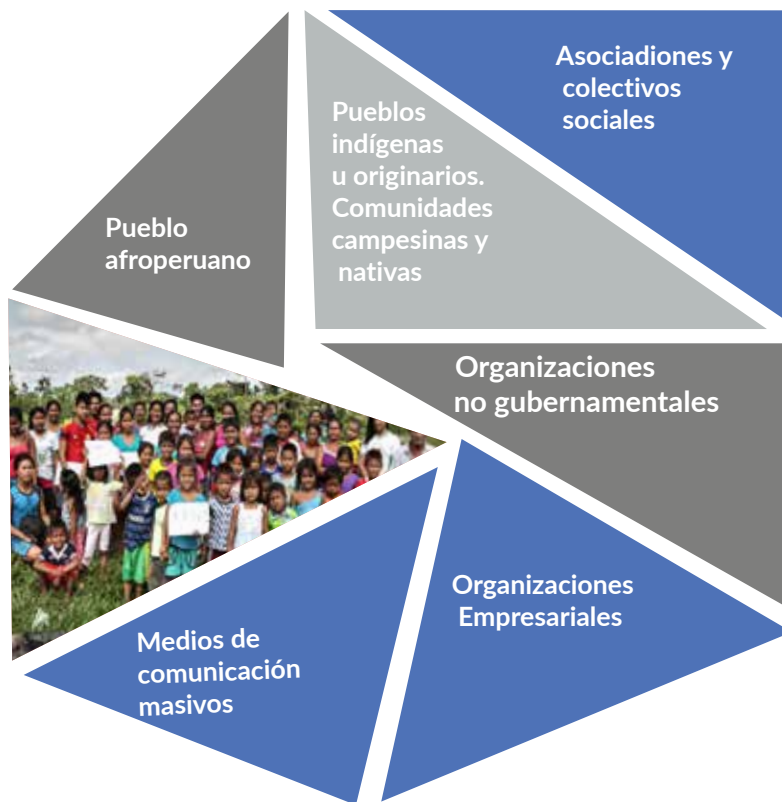 Asociadiones y
colectivos
sociales
Pueblos
indígenas
u originarios.
Comunidades
campesinas y
nativas
Pueblo
afroperuano
Organizaciones
no gubernamentales
Organizaciones
Empresariales
Medios de
comunicación
masivos